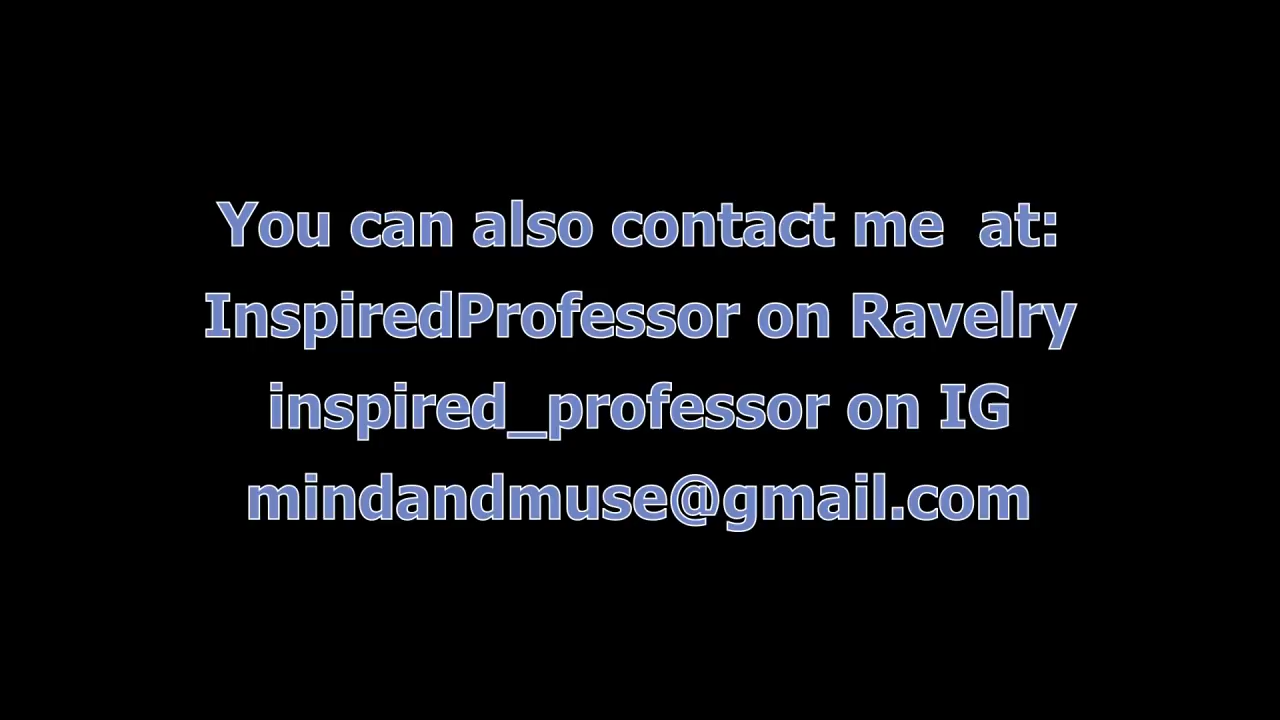 You can also contact me  at:
InspiredProfessor on Ravelry
inspired_professor on IG
mindandmuse@gmail.com